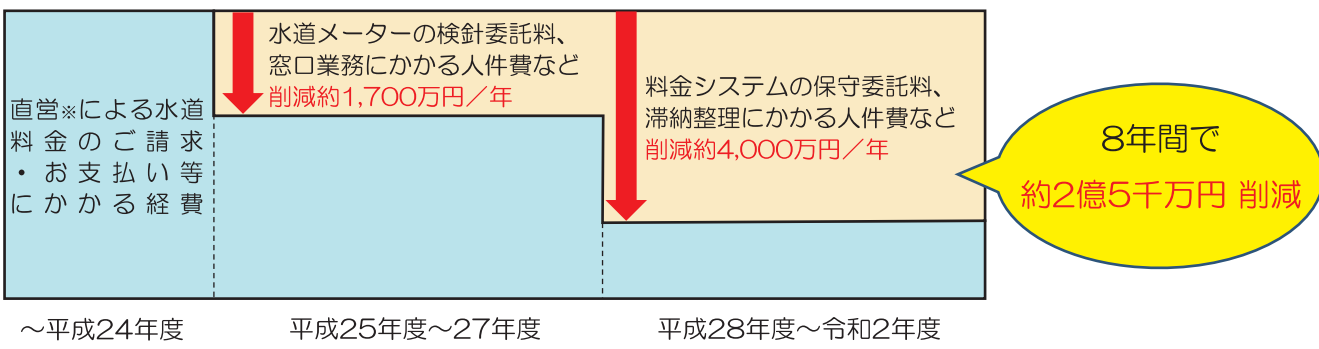 直営※による水道
料金のご請求
・お支払い等
にかかる経費
水道メーターの検針委託料、
窓口業務にかかる人件費など
削減約1,700万円／年
料金システムの保守委託料、
滞納整理にかかる人件費など
削減約4,000万円／年
8年間で
約2億5千万円 削減
～平成24年度
平成25年度～27年度
平成28年度～令和2年度